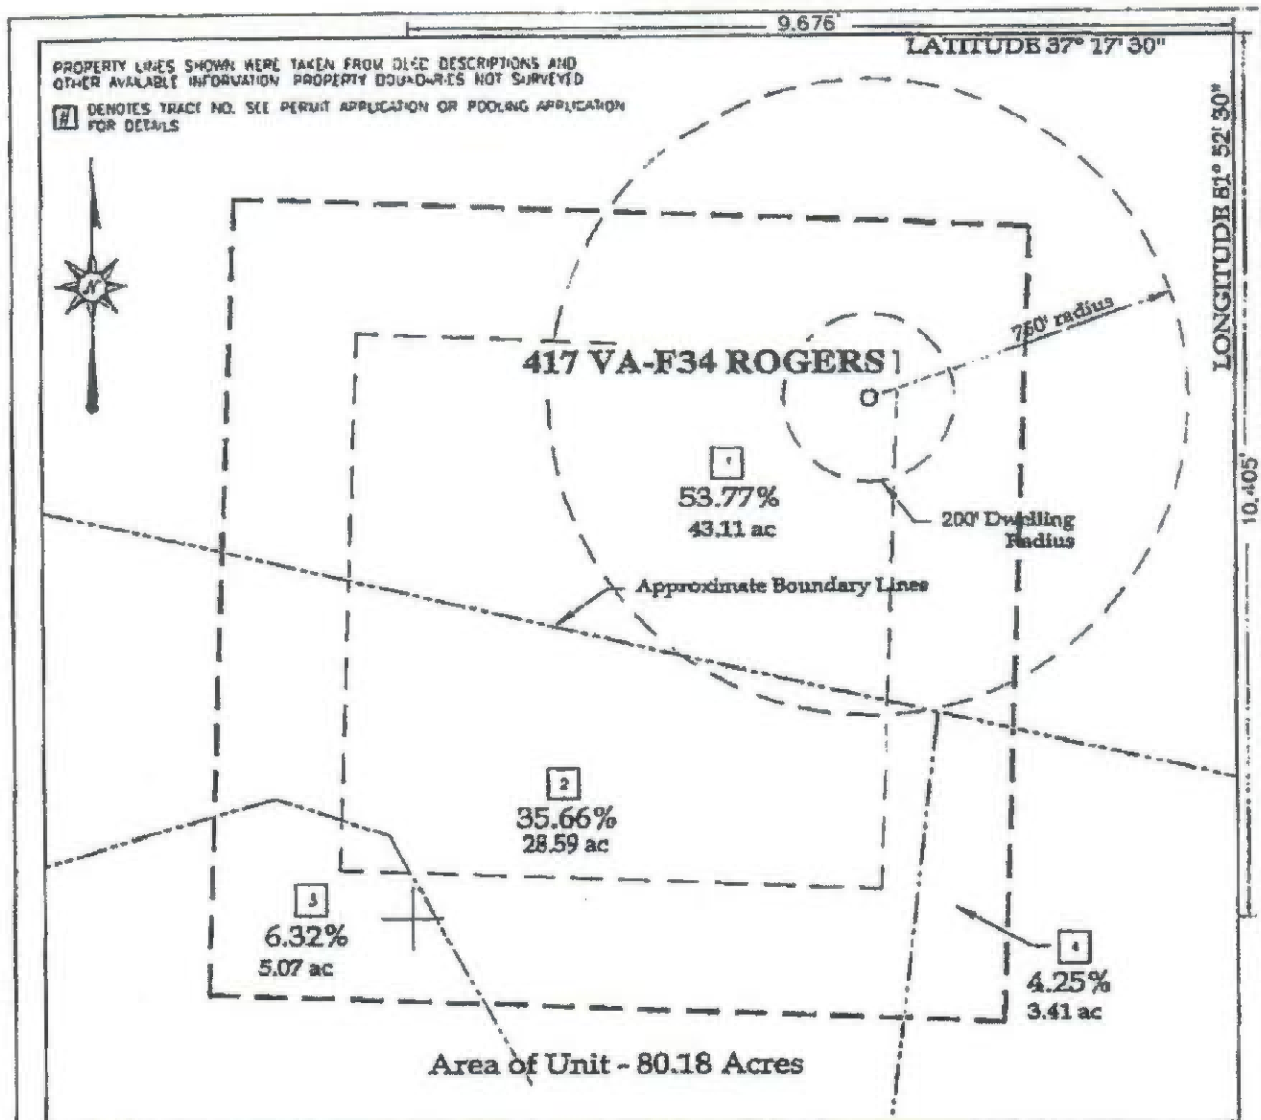 9.676'
LATITUDE 37° 17' 30"
PROPERTY LINES SHOWN WERE TAKEN FROM DEED DESCRIPTIONS AND
OTHER AVAILABLE INFORMATION PROPERTY BOUNDARIES NOT SURVEYED
# DENOTES TRACT NO. SEE PERMIT APPLICATION OR POOLING APPLICATION
FOR DETAILS
LONGITUDE 81° 52' 30"
N
750' radius
417 VA-F34 ROGERS
1
53.77%
43.11 ac
200' Dwelling
Radius
10.405'
Approximate Boundary Lines
2
35.66%
28.59 ac
3
6.32%
5.07 ac
4
4.25%
3.41 ac
Area of Unit - 80.18 Acres